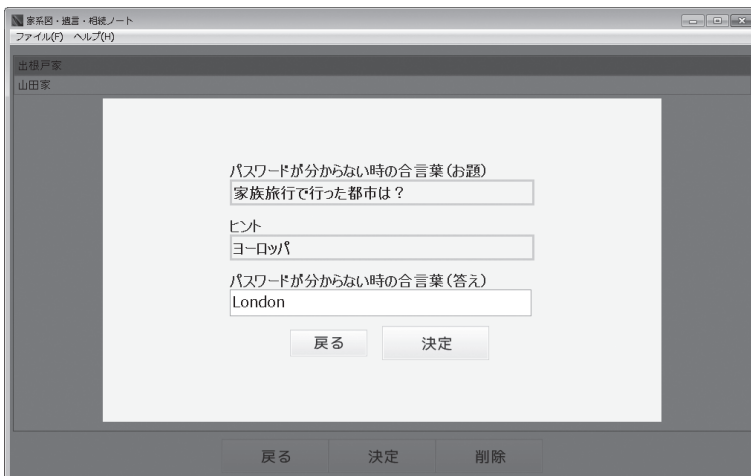 家系図・遺言・相続ノート
ファイル(F) ヘルプ(H)
出根戸家
山田家
パスワードが分からない時の合言葉(お題)
家族旅行で行った都市は？
ヒント
ヨーロッパ
パスワードが分からない時の合言葉(答え)
London
戻る 決定
戻る 決定 削除